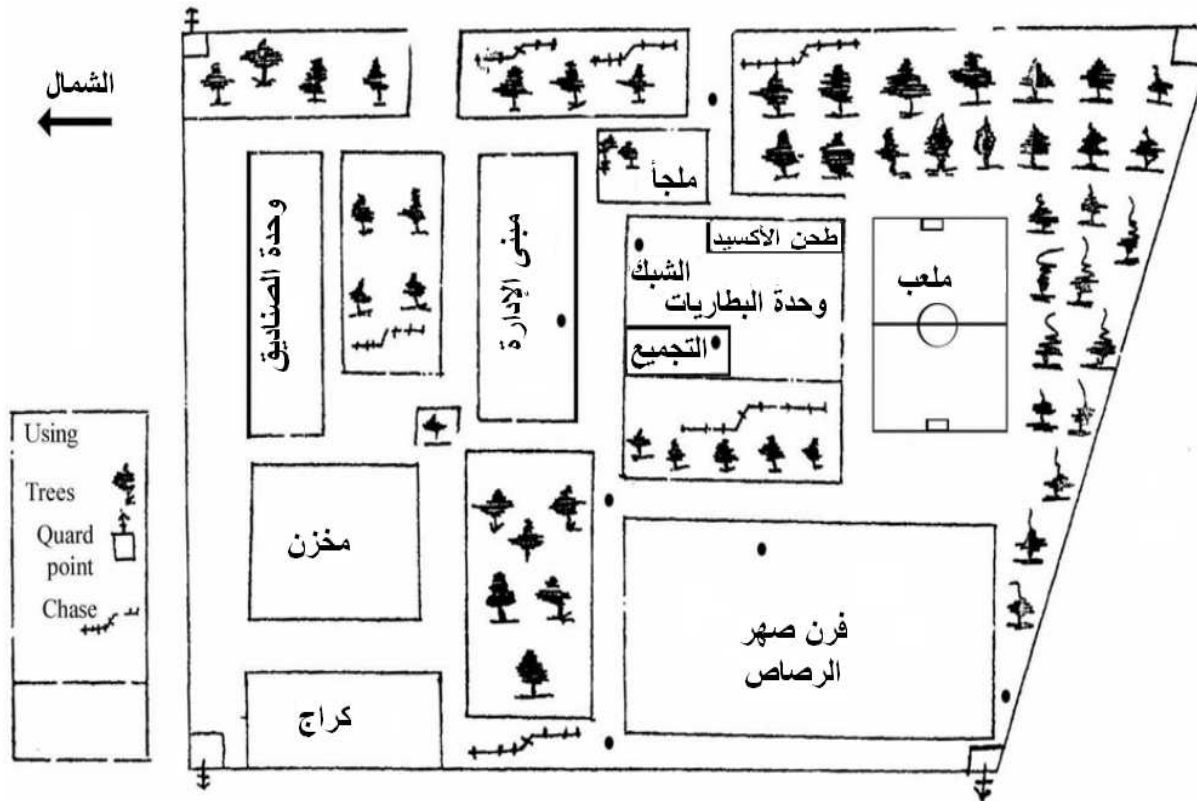 الشمال
ملجأ
طحن الأكسيد
الشبك
وحدة البطاريات
التجميع
ملعب
مبنى الإدارة
وحدة الصناديق
مخزن
كراج
فرن صهر
الرصاص
Using
Trees
Quard
point
Chase